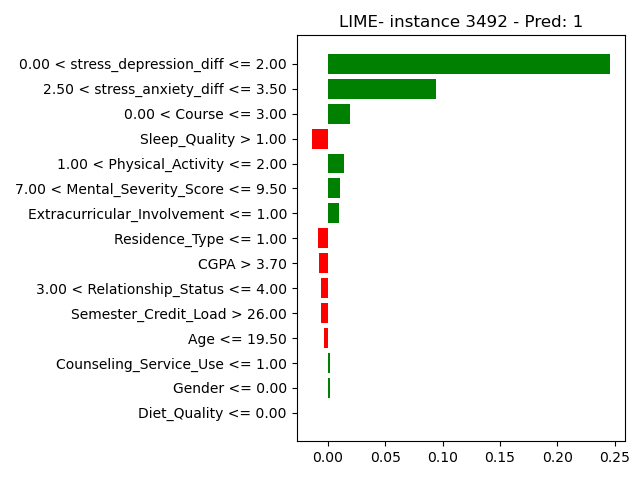 LIME- instance 3492 - Pred: 1
0.00 < stress_depression_diff <= 2.00
2.50 < stress_anxiety_diff <= 3.50
0.00 < Course <= 3.00
Sleep_Quality > 1.00
1.00 < Physical_Activity <= 2.00
7.00 < Mental_Severity_Score <= 9.50
Extracurricular_Involvement <= 1.00
Residence_Type <= 1.00
CGPA > 3.70
3.00 < Relationship_Status <= 4.00
Semester_Credit_Load > 26.00
Age <= 19.50
Counseling_Service_Use <= 1.00
Gender <= 0.00
Diet_Quality <= 0.00
0.00 0.05 0.10 0.15 0.20 0.25